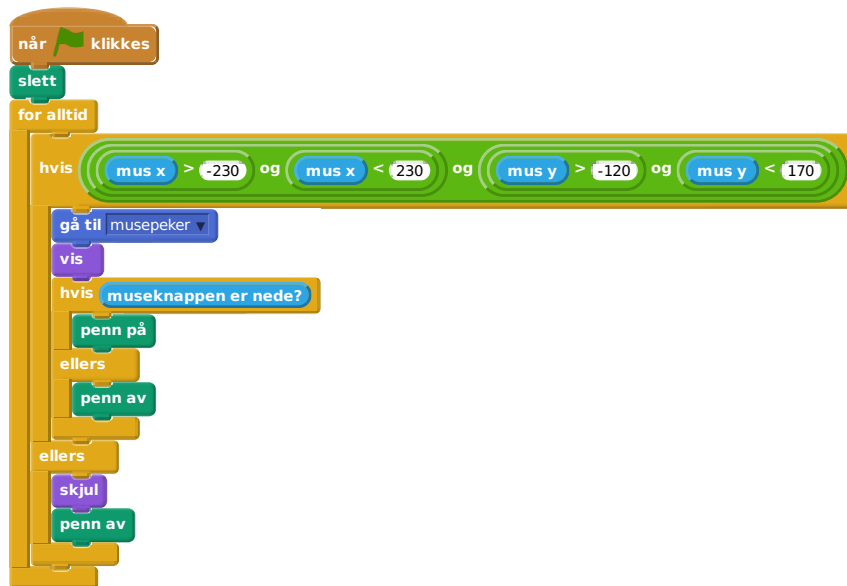 når klikkes
slett
for alltid
hvis mus x > -230 og mus x < 230 og mus y > -120 og mus y < 170
gå til musepeker
vis
hvis museknappen er nede?
penn på
ellers
penn av
ellers
skjul
penn av